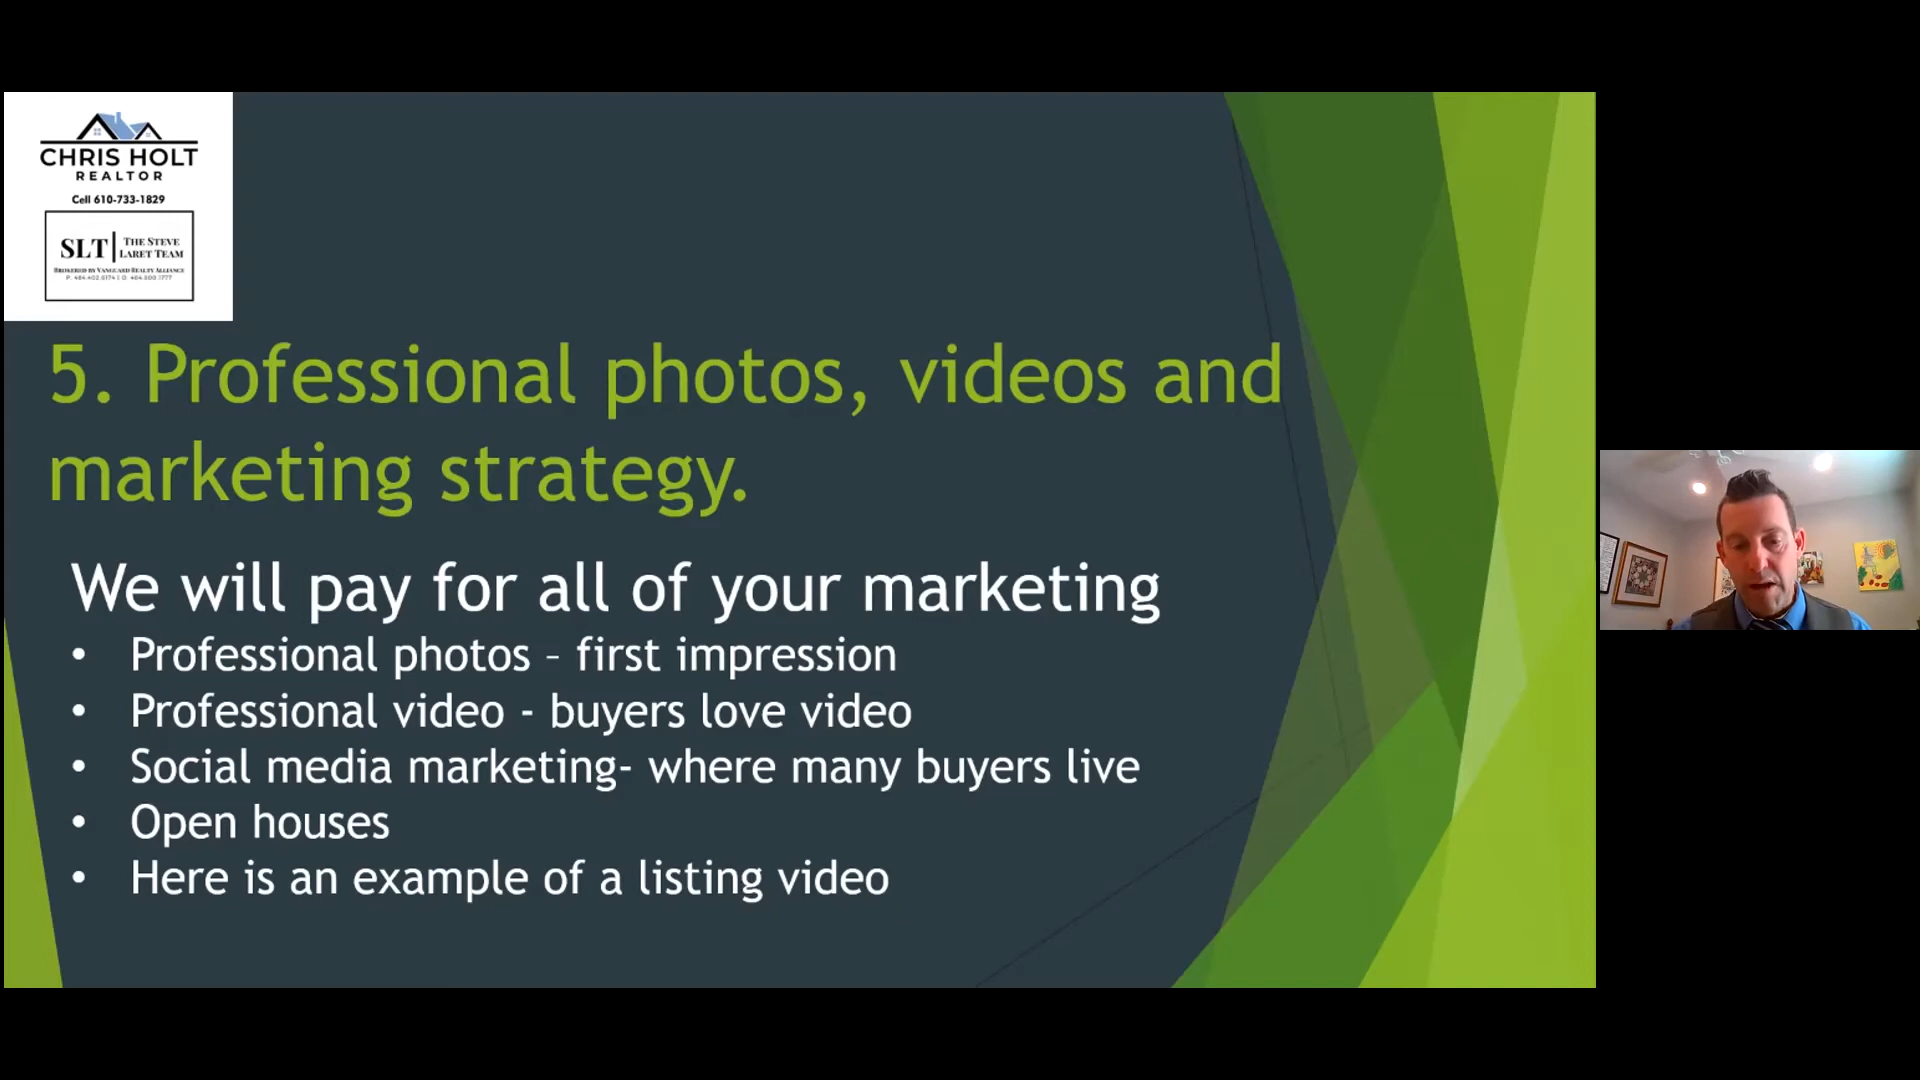 CHRIS HOLT
REALTOR
Cell 610-733-1829
SLT
THE STEVE
LARET TEAM
BROKERED BY VANGUARD REALTY ALLIANCE
5. Professional photos, videos and
marketing strategy.
We will pay for all of your marketing
• Professional photos – first impression
• Professional video - buyers love video
• Social media marketing- where many buyers live
• Open houses
• Here is an example of a listing video